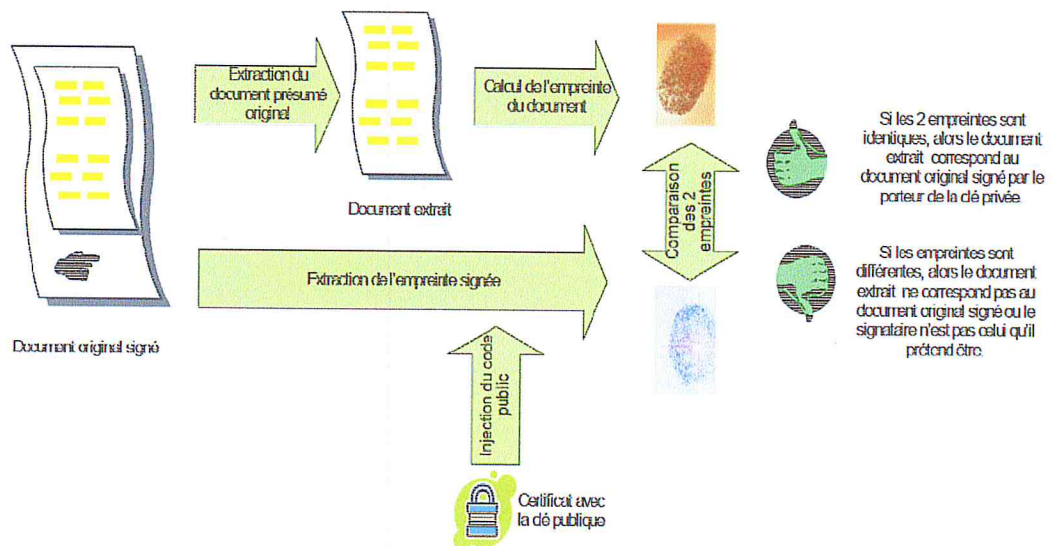 Extraction du
document présumé
original
Document extrait
Calcul de l'empreinte
du document
Comparaison
des 2
empreintes
Si les 2 empreintes sont
identiques, alors le document
extrait correspond au
document original signé par le
porteur de la clé privée.
Document original signé
Extraction de l'empreinte signée
Si les empreintes sont
différentes, alors le document
extrait ne correspond pas au
document original signé ou le
signataire n'est pas celui qu'il
prétend être.
Injection du code
public
Certificat avec
la clé publique